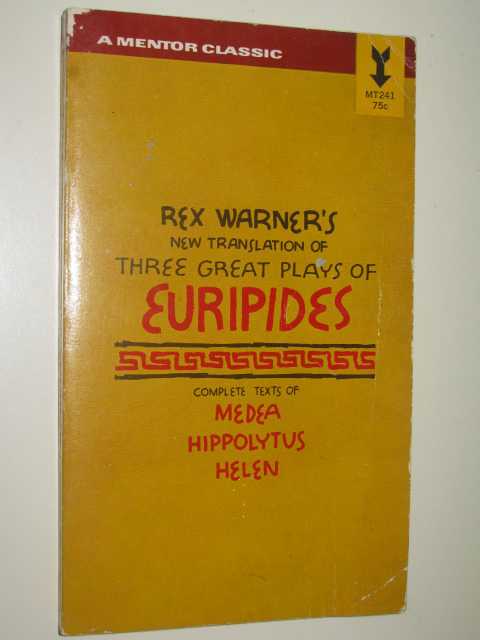 A MENTOR CLASSIC
MT241
75c
REX WARNER'S
NEW TRANSLATION OF
THREE GREAT PLAYS OF
EURIPIDES
COMPLETE TEXTS OF
MEDEA
HIPPOLYTUS
HELEN